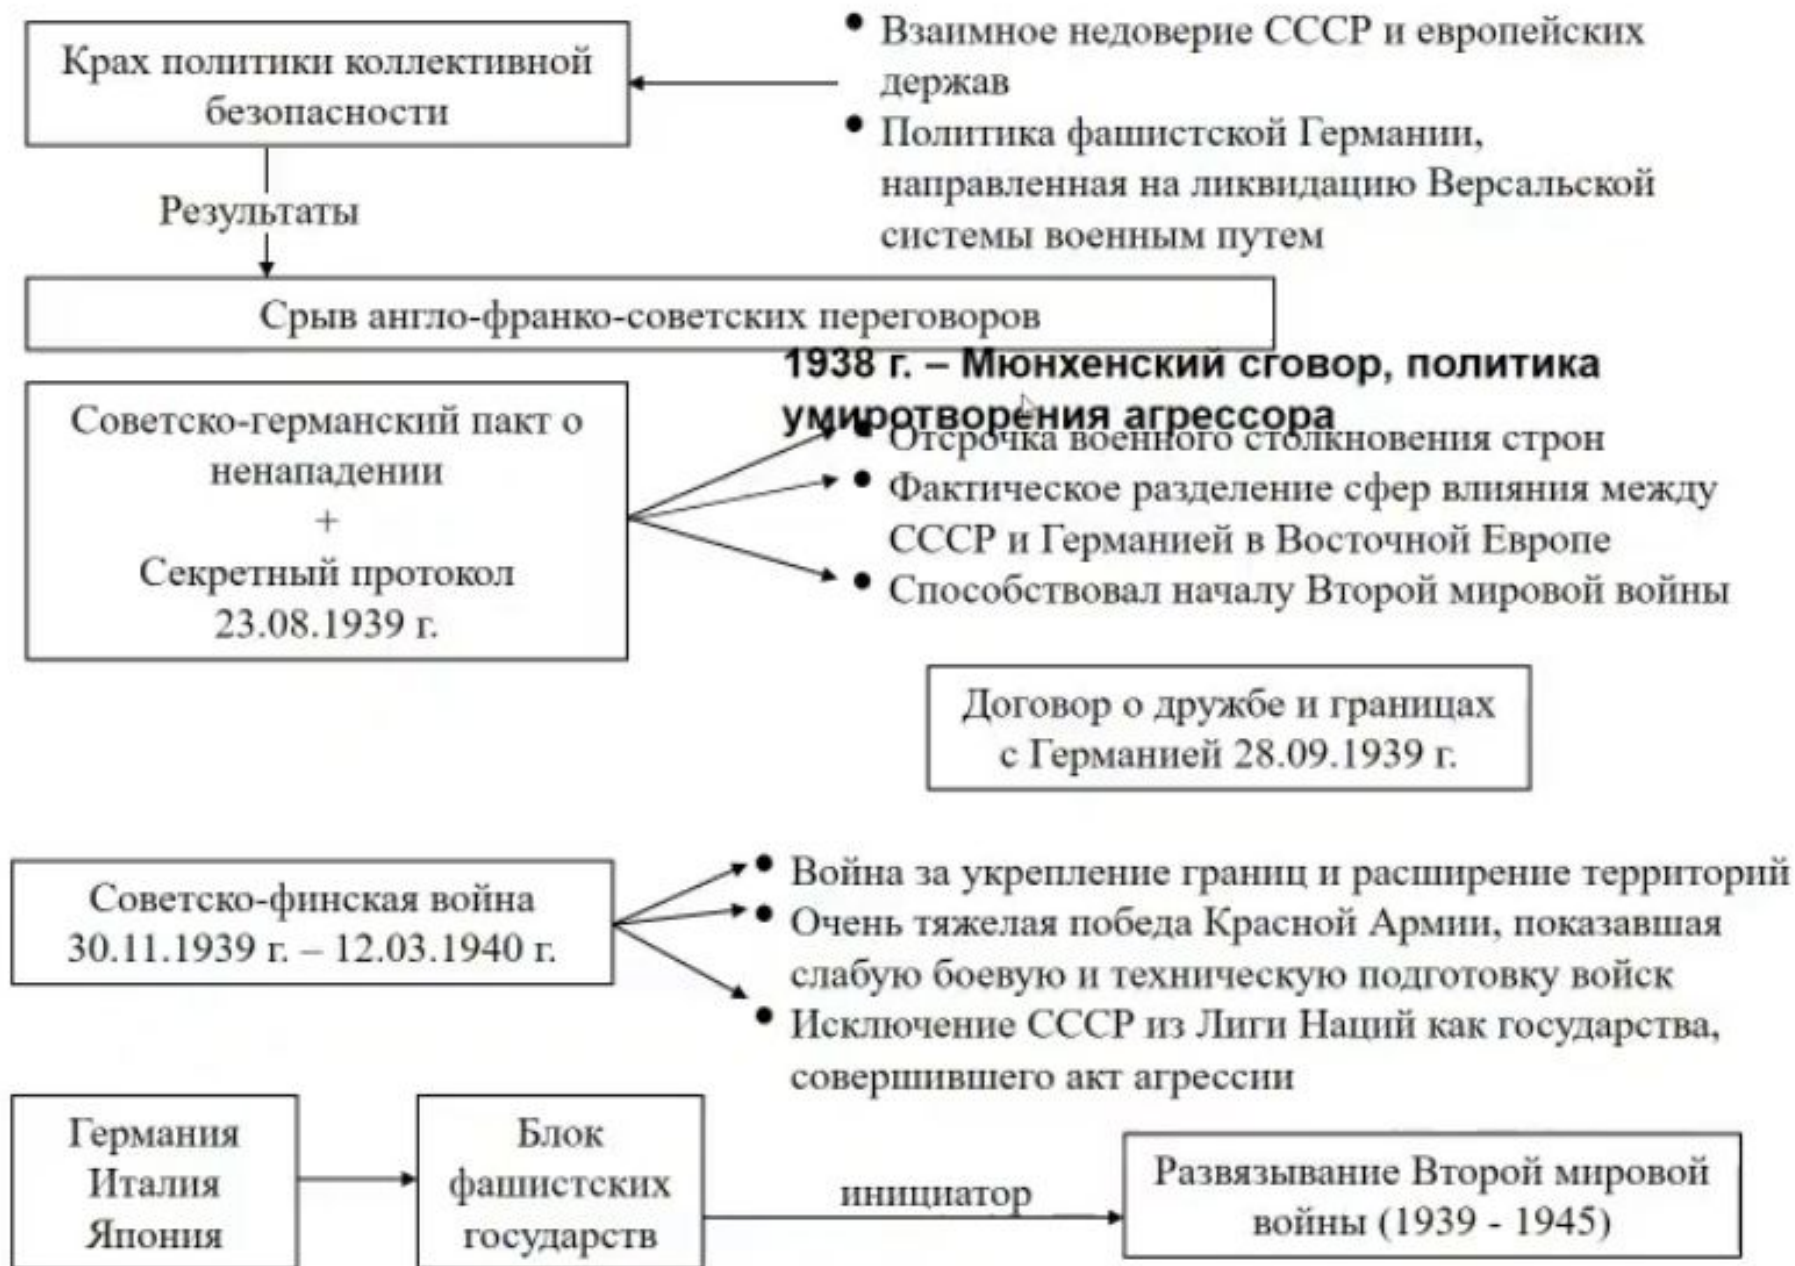 Крах политики коллективной
безопасности
Взаимное недоверие СССР и европейских
держав
Политика фашистской Германии,
направленная на ликвидацию Версальской
системы военным путем
Результаты
Срыв англо-франко-советских переговоров
1938 г. – Мюнхенский сговор, политика
умиротворения агрессора
Советско-германский пакт о
ненападении
+
Секретный протокол
23.08.1939 г.
Отсрочка военного столкновения строн
Фактическое разделение сфер влияния между
СССР и Германией в Восточной Европе
Способствовал началу Второй мировой войны
Договор о дружбе и границах
с Германией 28.09.1939 г.
Советско-финская война
30.11.1939 г. – 12.03.1940 г.
Война за укрепление границ и расширение территорий
Очень тяжелая победа Красной Армии, показавшая
слабую боевую и техническую подготовку войск
Исключение СССР из Лиги Наций как государства,
совершившего акт агрессии
Германия
Италия
Япония
Блок
фашистских
государств
инициатор
Развязывание Второй мировой
войны (1939 - 1945)